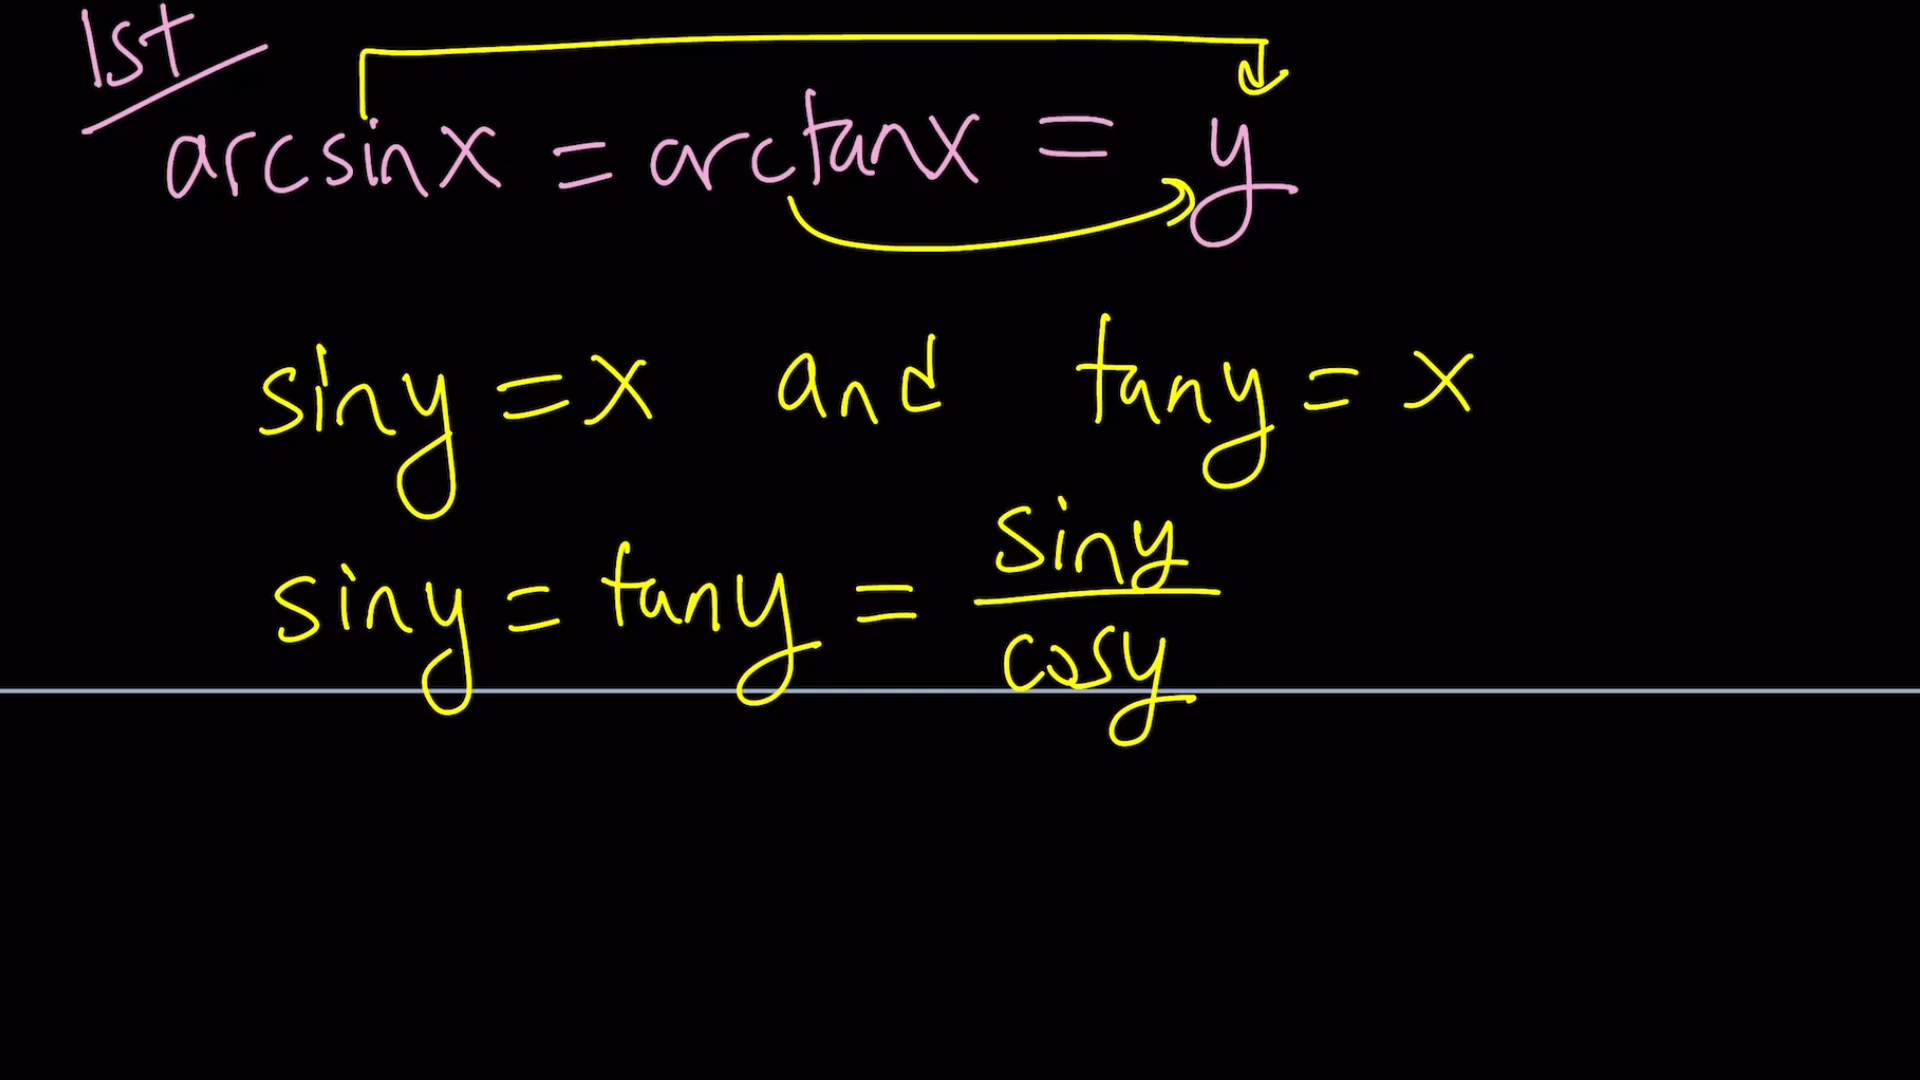 1st
arcsinx = arctanx = y
siny = x and tany = x
siny = tany = siny / cosy